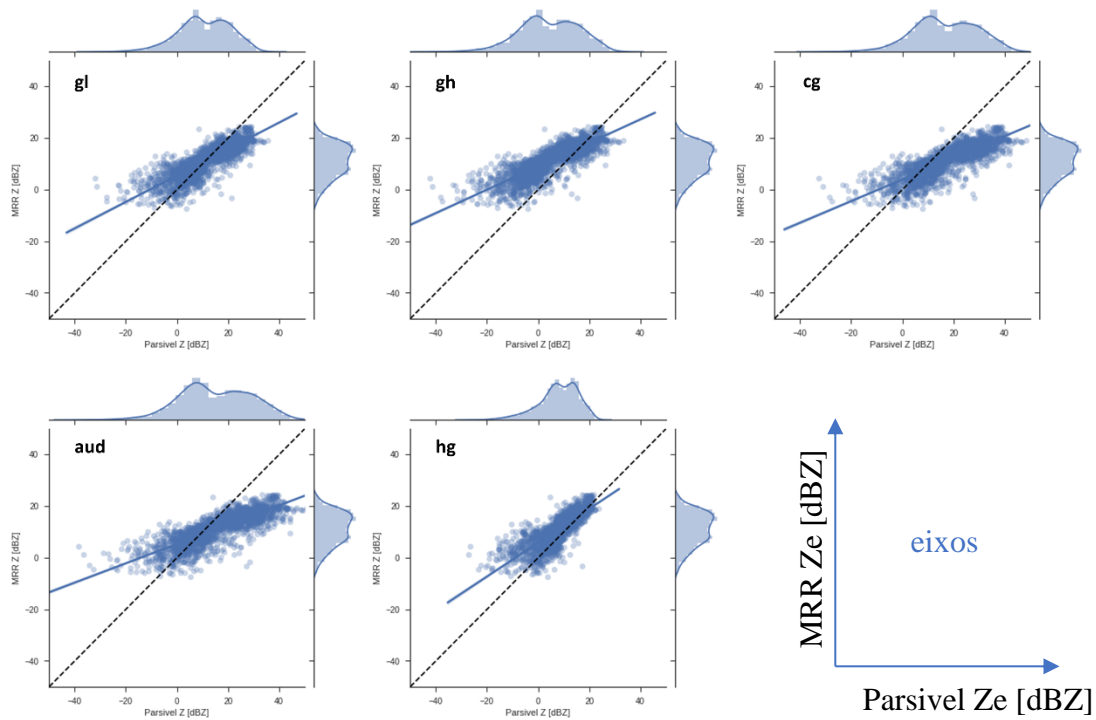 gl
40
20
0
−20
−40
MRR Z [dBZ]
−40 −20 0 20 40
Parsivel Z [dBZ]
gh
40
20
0
−20
−40
MRR Z [dBZ]
−40 −20 0 20 40
Parsivel Z [dBZ]
cg
40
20
0
−20
−40
MRR Z [dBZ]
−40 −20 0 20 40
Parsivel Z [dBZ]
aud
40
20
0
−20
−40
MRR Z [dBZ]
−40 −20 0 20 40
Parsivel Z [dBZ]
hg
40
20
0
−20
−40
MRR Z [dBZ]
−40 −20 0 20 40
Parsivel Z [dBZ]
MRR Ze [dBZ]
eixos
Parsivel Ze [dBZ]